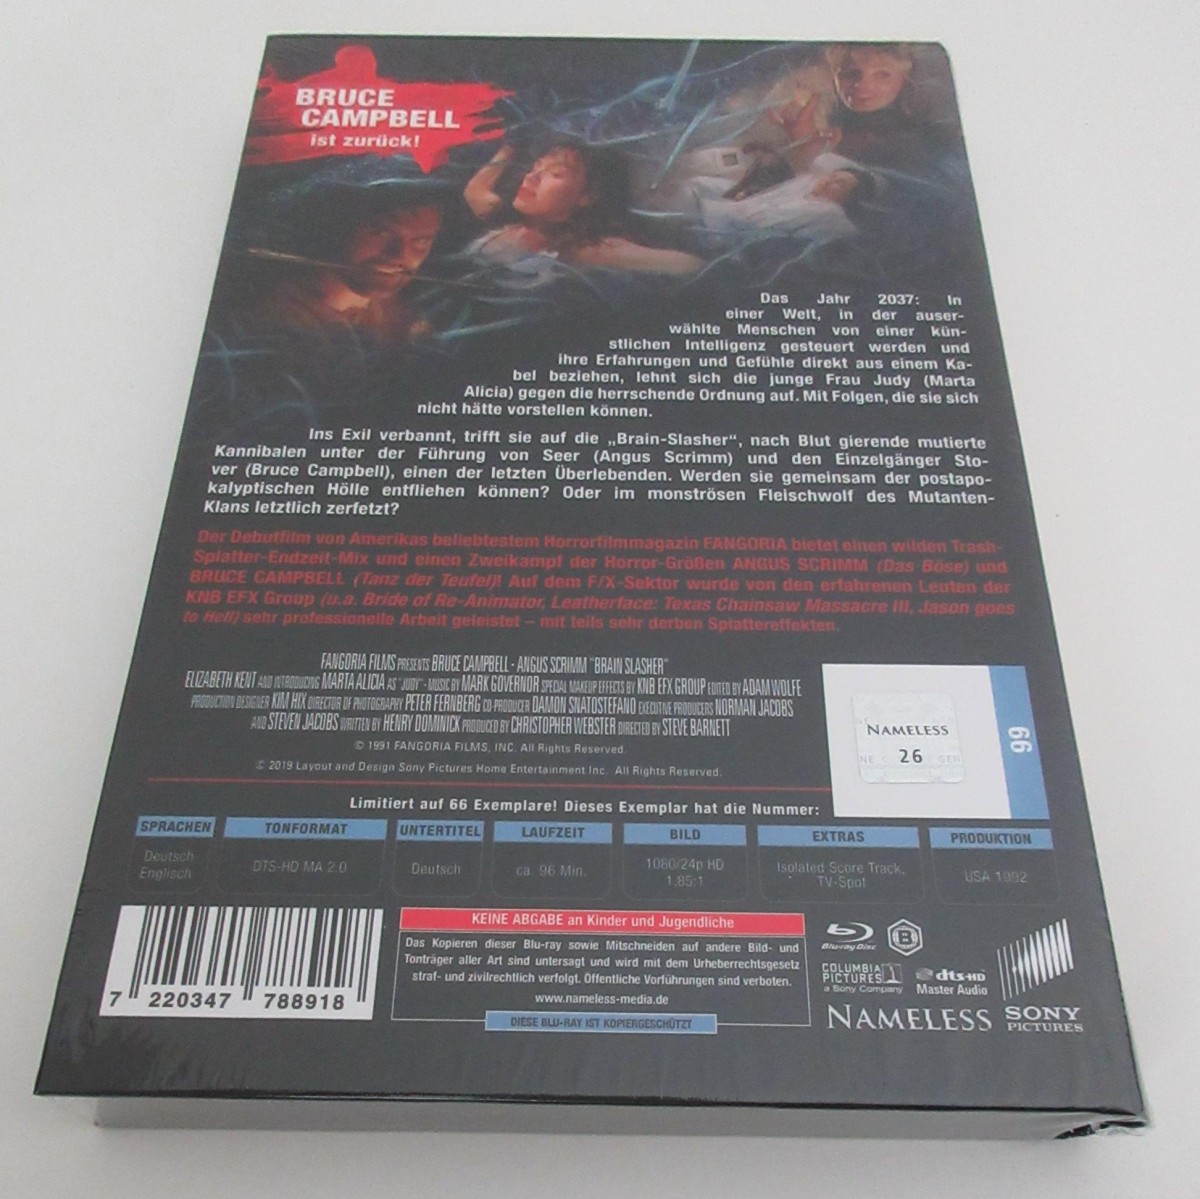 BRUCE
CAMPBELL
ist zurück!
Das Jahr 2037: In
einer Welt, in der auser-
wählte Menschen von einer kün-
stlichen Intelligenz gesteuert werden und
ihre Erfahrungen und Gefühle direkt aus einem Ka-
bel beziehen, lehnt sich die junge Frau Judy (Marta
Alicia) gegen die herrschende Ordnung auf. Mit Folgen, die sie sich
nicht hätte vorstellen können.
Ins Exil verbannt, trifft sie auf die „Brain-Slasher“, nach Blut gierende mutierte
Kannibalen unter der Führung von Seer (Angus Scrimm) und den Einzelgänger Sto-
ver (Bruce Campbell), einen der letzten Überlebenden. Werden sie gemeinsam der postapo-
kalyptischen Hölle entfliehen können? Oder im monströsen Fleischwolf des Mutanten-
Klans letztlich zerfetzt?
Der Debutfilm von Amerikas beliebtestem Horrorfilmmagazin FANGORIA bietet einen wilden Trash-
Splatter-Endzeit-Mix und einen Zweikampf der Horror-Größen ANGUS SCRIMM (Das Böse) und
BRUCE CAMPBELL (Tanz der Teufel)! Auf dem F/X-Sektor wurde von den erfahrenen Leuten der
KNB EFX Group (u.a. Bride of Re-Animator, Leatherface: Texas Chainsaw Massacre III, Jason goes
to Hell) sehr professionelle Arbeit geleistet – mit teils sehr derben Splattereffekten.
FANGORIA FILMS PRESENTS BRUCE CAMPBELL - ANGUS SCRIMM "BRAIN SLASHER"
ELIZABETH KENT AND INTRODUCING MARTA ALICIA AS "JUDY" - MUSIC BY MARK GOVERNOR SPECIAL MAKEUP EFFECTS BY KNB EFX GROUP EDITED BY ADAM WOLFE
PRODUCTION DESIGNER KIM HIX DIRECTOR OF PHOTOGRAPHY PETER FERNBERG CO-PRODUCER DAMON SNATOSTEFANO EXECUTIVE PRODUCERS NORMAN JACOBS
AND STEVEN JACOBS WRITTEN BY HENRY DOMINICK PRODUCED BY CHRISTOPHER WEBSTER DIRECTED BY STEVE BARNETT
© 1991 FANGORIA FILMS, INC. All Rights Reserved.
© 2019 Layout and Design Sony Pictures Home Entertainment Inc. All Rights Reserved.
Limitiert auf 66 Exemplare! Dieses Exemplar hat die Nummer:
NAMELESS
26
66
SPRACHEN TONFORMAT UNTERTITEL LAUFZEIT BILD EXTRAS PRODUKTION
Deutsch
Englisch
DTS-HD MA 2.0
Deutsch
ca. 96 Min.
1080/24p HD
1,85:1
Isolated Score Track,
TV-Spot
USA 1992
7 220347 788918
KEINE ABGABE an Kinder und Jugendliche
Das Kopieren dieser Blu-ray sowie Mitschneiden auf andere Bild- und
Tonträger aller Art sind untersagt und wird mit dem Urheberrechtsgesetz
straf- und zivilrechtlich verfolgt. Öffentliche Vorführungen sind verboten.
www.nameless-media.de
DIESE BLU-RAY IST KOPIERGESCHÜTZT
Blu-ray Disc
B
COLUMBIA
PICTURES
a Sony Company
dts-HD
Master Audio
NAMELESS
SONY
PICTURES